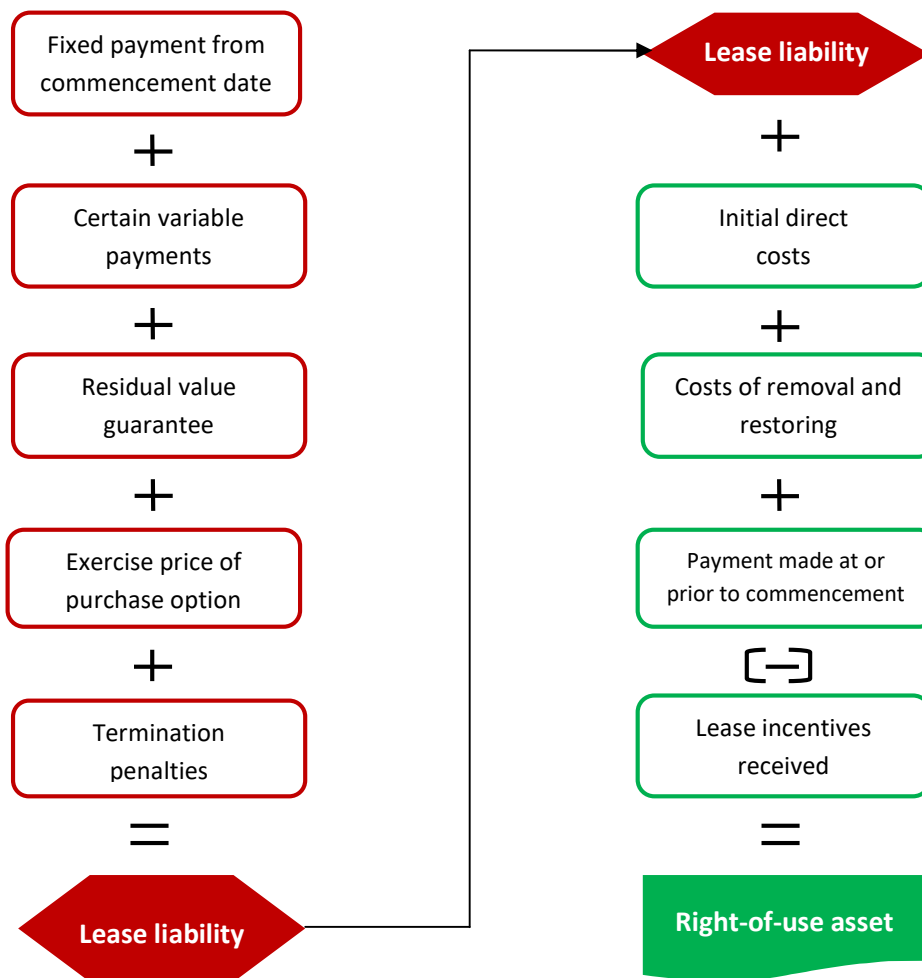 Fixed payment from
commencement date
+
Certain variable
payments
+
Residual value
guarantee
+
Exercise price of
purchase option
+
Termination
penalties
=
Lease liability
Lease liability
+
Initial direct
costs
+
Costs of removal and
restoring
+
Payment made at or
prior to commencement
[-]
Lease incentives
received
=
Right-of-use asset